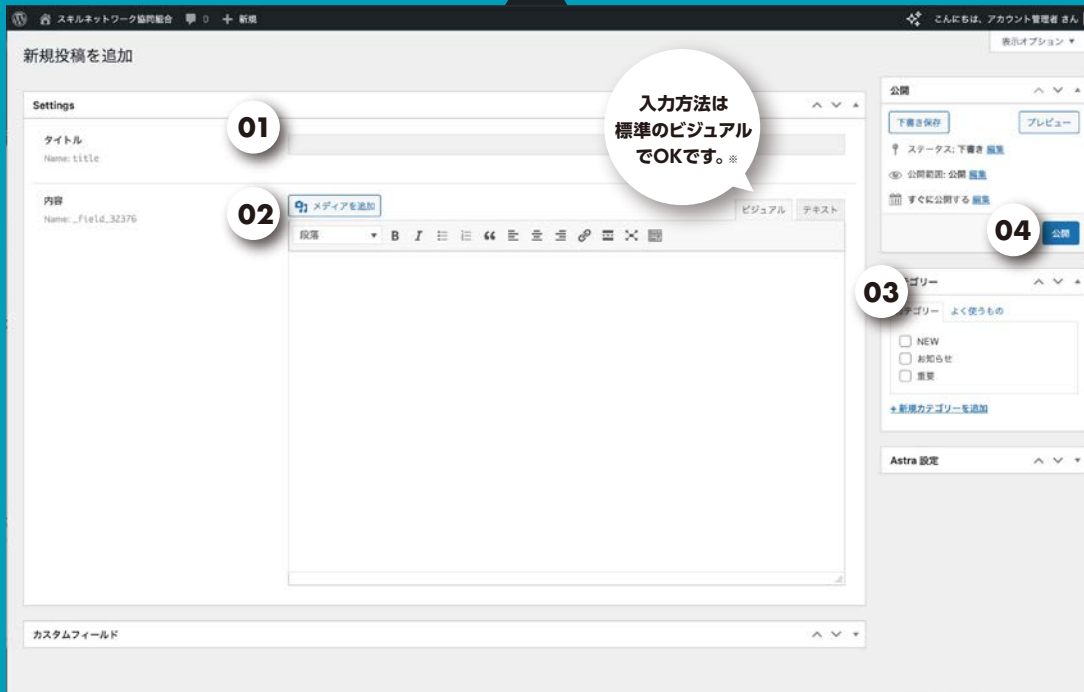 スキルネットワーク協同組合 0 + 新規
こんにちは、アカウント管理者 さん
表示オプション ▼
新規投稿を追加
Settings
01
タイトル
Name: title
入力方法は
標準のビジュアル
でOKです。※
02
内容
Name: _field_32376
メディアを追加
ビジュアル テキスト
段落 ▼ B I
公開
下書き保存 プレビュー
ステータス: 下書き 編集
公開範囲: 公開 編集
すぐに公開する 編集
04 公開
03
テゴリー
テゴリー よく使うもの
NEW
お知らせ
重要
+ 新規カテゴリーを追加
Astra 設定
カスタムフィールド